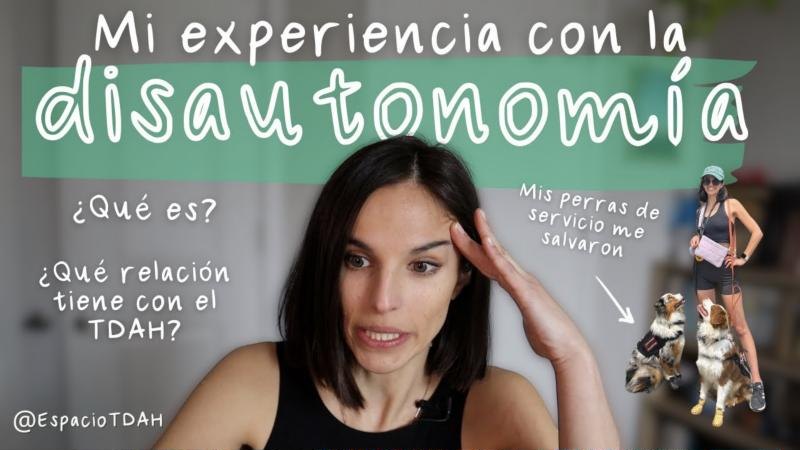 Mi experiencia con la
disautonomía
¿Qué es?
¿Qué relación
tiene con el
TDAH?
Mis perras de
servicio me
salvaron
@EspacioTDAH